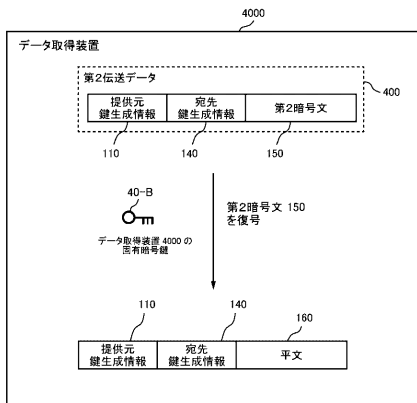 4000
データ取得装置
第2伝送データ
400
提供元
鍵生成情報
宛先
鍵生成情報
第2暗号文
110
140
150
40-B
データ取得装置 4000 の
固有暗号鍵
第2暗号文 150
を復号
110
140
160
提供元
鍵生成情報
宛先
鍵生成情報
平文